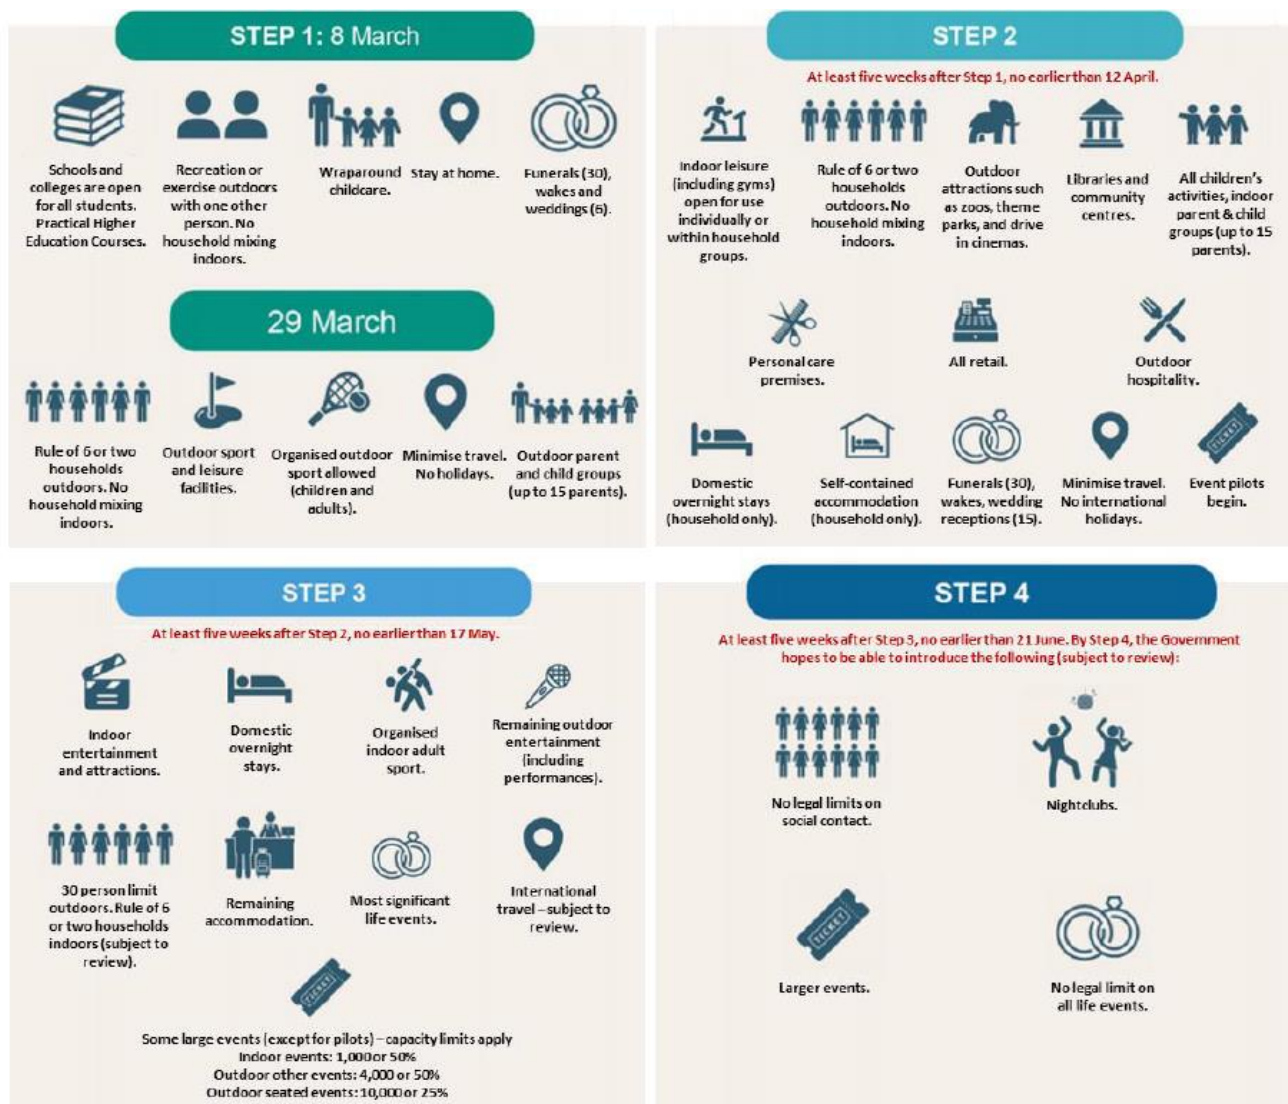 STEP 1: 8 March
Schools and
colleges are open
for all students.
Practical Higher
Education Courses.
Recreation or
exercise outdoors
with one other
person. No
household mixing
indoors.
Wraparound
childcare.
Stay at home.
Funerals (30),
wakes and
weddings (6).
29 March
Rule of 6 or two
households
outdoors. No
household mixing
indoors.
Outdoor sport
and leisure
facilities.
Organised outdoor
sport allowed
(children and
adults).
Minimise travel.
No holidays.
Outdoor parent
and child groups
(up to 15 parents).
STEP 2
At least five weeks after Step 1, no earlier than 12 April.
Indoor leisure
(including gyms)
open for use
individually or
within household
groups.
Rule of 6 or two
households
outdoors. No
household mixing
indoors.
Outdoor
attractions such
as zoos, theme
parks, and drive
in cinemas.
Libraries and
community
centres.
All children's
activities, indoor
parent & child
groups (up to 15
parents).
Personal care
premises.
All retail.
Outdoor
hospitality.
Domestic
overnight stays
(household only).
Self-contained
accommodation
(household only).
Funerals (30),
wakes, wedding
receptions (15).
Minimise travel.
No international
holidays.
TICKET
Event pilots
begin.
STEP 3
At least five weeks after Step 2, no earlier than 17 May.
Indoor
entertainment
and attractions.
Domestic
overnight
stays.
Organised
indoor adult
sport.
Remaining outdoor
entertainment
(including
performances).
30 person limit
outdoors. Rule of 6
or two households
indoors (subject to
review).
Remaining
accommodation.
Most significant
life events.
International
travel – subject to
review.
TICKET
Some large events (except for pilots) – capacity limits apply
Indoor events: 1,000 or 50%
Outdoor other events: 4,000 or 50%
Outdoor seated events: 10,000 or 25%
STEP 4
At least five weeks after Step 3, no earlier than 21 June. By Step 4, the Government
hopes to be able to introduce the following (subject to review):
No legal limits on
social contact.
Nightclubs.
TICKET
Larger events.
No legal limit on
all life events.